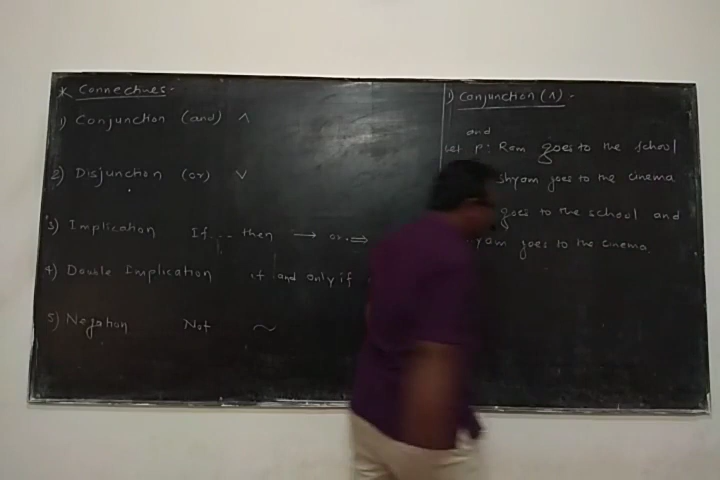 * Connectives -
1) Conjunction (and) ∧
2) Disjunction (or) ∨
3) Implication If.... then → or ⇒
4) Double Implication if and only if
5) Negation Not ~
1) Conjunction (∧) -
and
Let p: Ram goes to the school
Shyam goes to the cinema
goes to the school and
goes to the cinema.